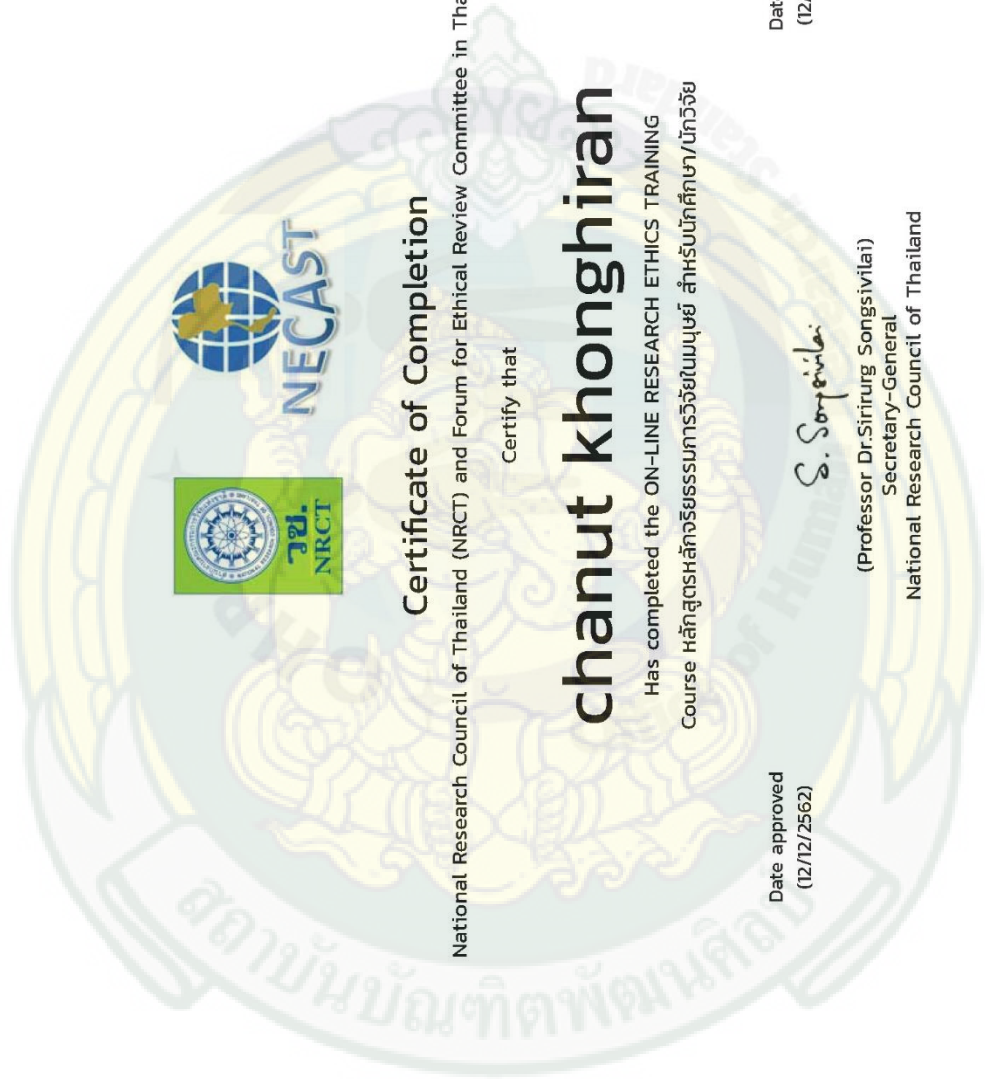 วช.
NRCT
NECAST
Certificate of Completion
National Research Council of Thailand (NRCT) and Forum for Ethical Review Committee in Tha
Certify that
chanut khonghiran
Has completed the ON-LINE RESEARCH ETHICS TRAINING
Course หลักสูตรหลักจริยธรรมการวิจัยในมนุษย์ สำหรับนักศึกษา/นักวิจัย
Date approved
(12/12/2562)
Dat
(12/
(Professor Dr.Sirirurg Songsivilai)
Secretary-General
National Research Council of Thailand
สถาบันบัณฑิตพัฒนศิลป์